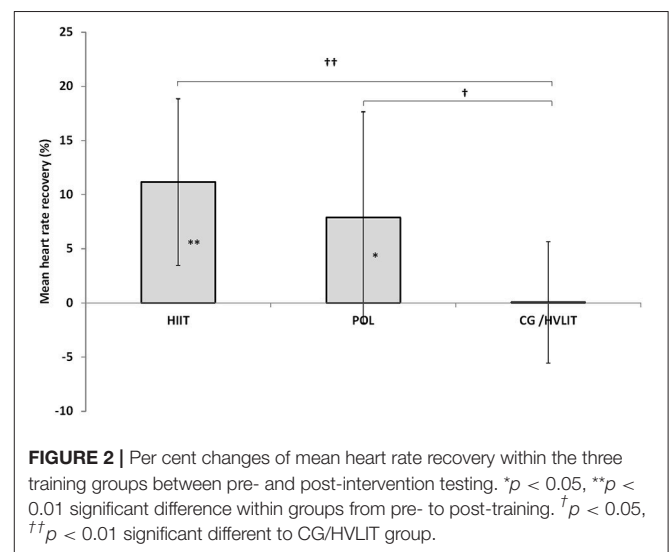 25
††
20
†
15
10
**
5
*
0
HIIT
POL
CG /HVLIT
-5
-10
Mean heart rate recovery (%)
FIGURE 2 | Per cent changes of mean heart rate recovery within the three
training groups between pre- and post-intervention testing. *p < 0.05, **p <
0.01 significant difference within groups from pre- to post-training. †p < 0.05,
††p < 0.01 significant different to CG/HVLIT group.